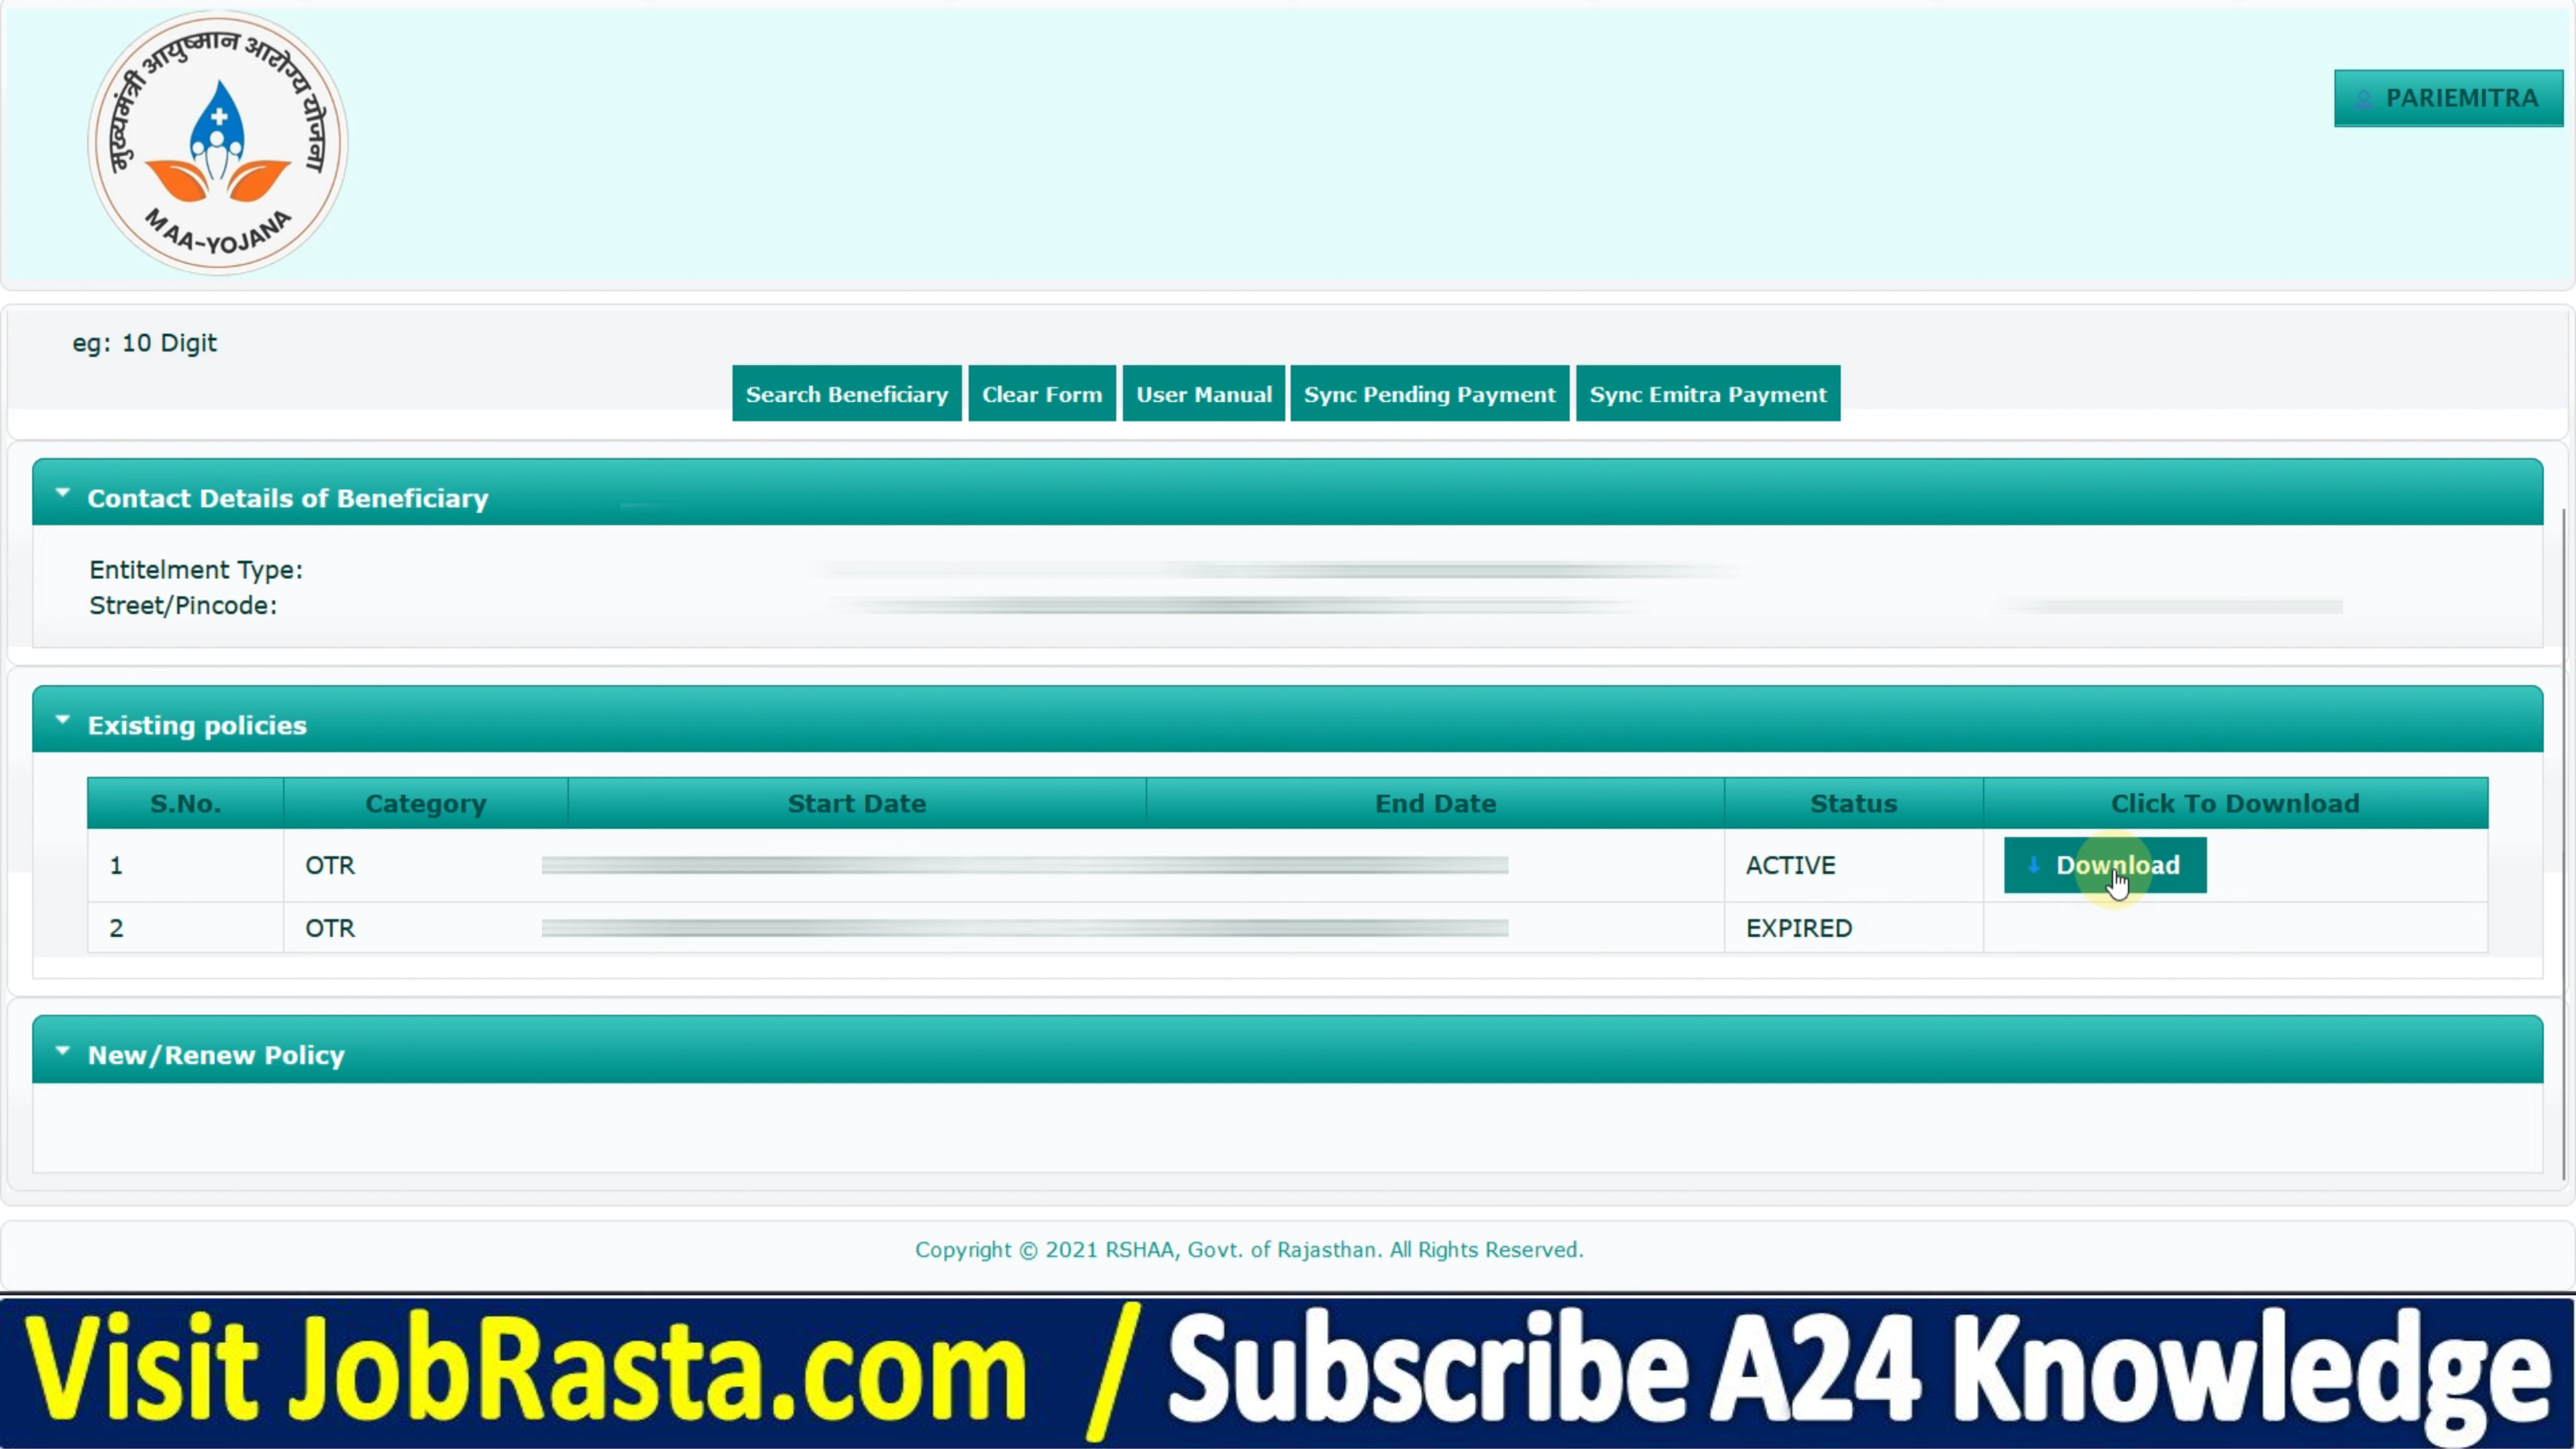 मुख्यमंत्री आयुष्मान आरोग्य योजना
MAA-YOJANA
PARIEMITRA
eg: 10 Digit
Search Beneficiary Clear Form User Manual Sync Pending Payment Sync Emitra Payment
Contact Details of Beneficiary
Entitelment Type:
Street/Pincode:
Existing policies
S.No. Category Start Date End Date Status Click To Download
1 OTR ACTIVE Download
2 OTR EXPIRED
New/Renew Policy
Copyright © 2021 RSHAA, Govt. of Rajasthan. All Rights Reserved.
Visit JobRasta.com / Subscribe A24 Knowledge